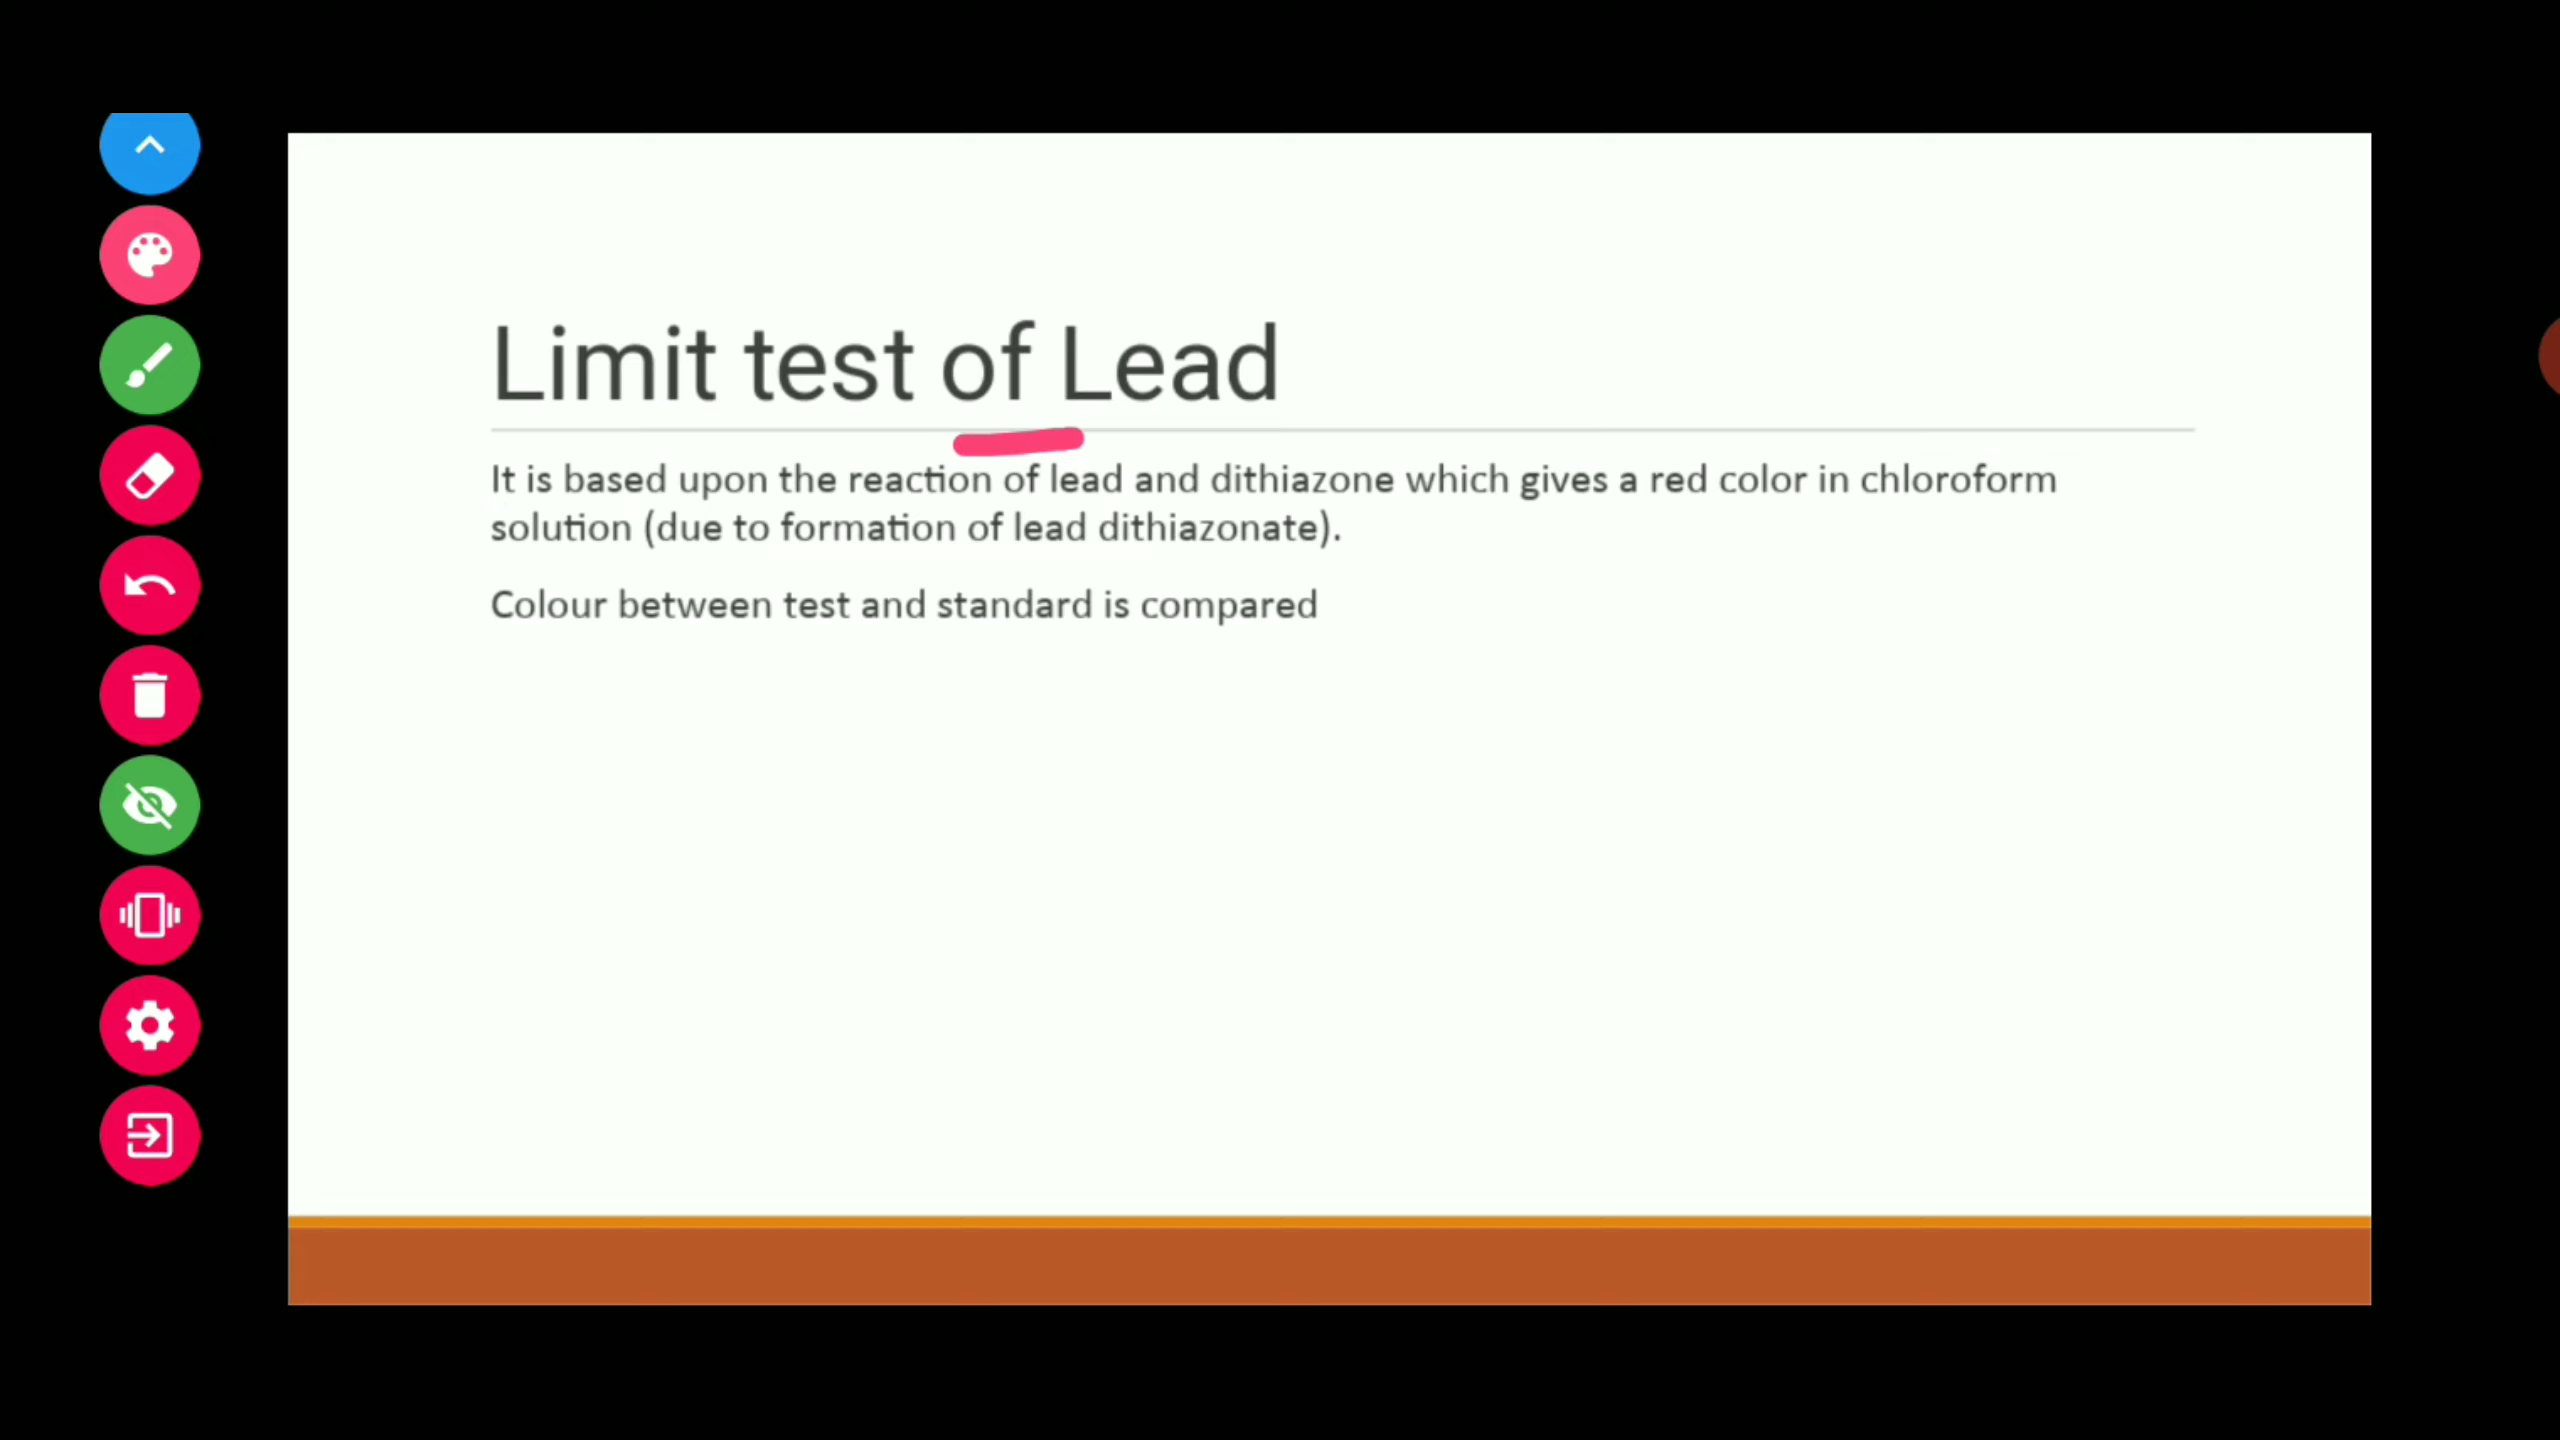 Limit test of Lead
It is based upon the reaction of lead and dithiazone which gives a red color in chloroform
solution (due to formation of lead dithiazonate).
Colour between test and standard is compared